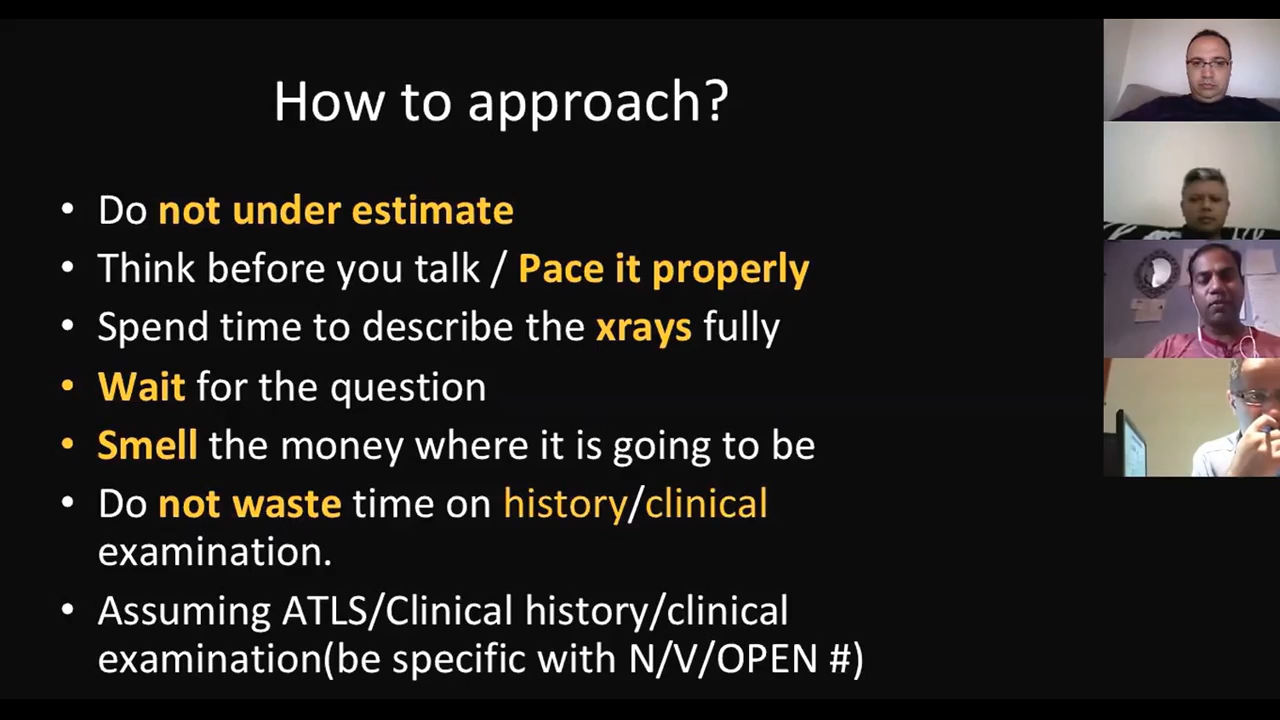 How to approach?
• Do not under estimate
• Think before you talk / Pace it properly
• Spend time to describe the xrays fully
• Wait for the question
• Smell the money where it is going to be
• Do not waste time on history/clinical
examination.
• Assuming ATLS/Clinical history/clinical
examination(be specific with N/V/OPEN #)